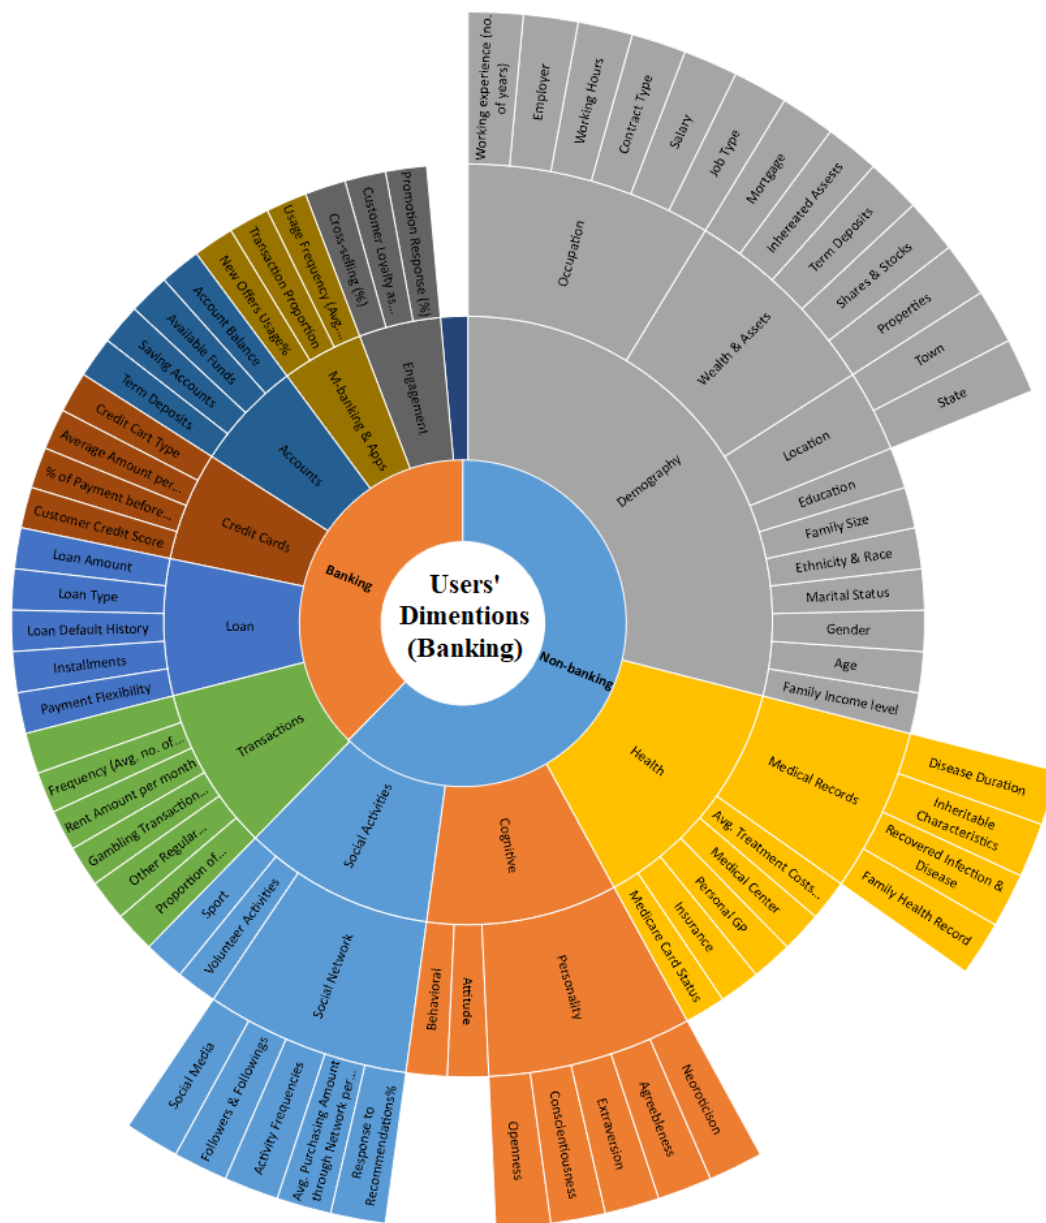 Users'
Dimentions
(Banking)
Non-banking
Demography
Occupation
Working experience (no.
of years)
Employer
Working Hours
Contract Type
Salary
Job Type
Wealth & Assets
Mortgage
Inhereated Assests
Term Deposits
Shares & Stocks
Properties
Location
Town
State
Education
Family Size
Ethnicity & Race
Marital Status
Gender
Age
Family Income level
Health
Medical Records
Disease Duration
Inheritable
Characteristics
Recovered Infection &
Disease
Family Health Record
Avg. Treatment Costs...
Medical Center
Personal GP
Insurance
Medicare Card Status
Cognitive
Personality
Neoroticison
Agreebleness
Extraversion
Conscientiousness
Openness
Attitude
Behavioral
Social Activities
Social Network
Response to
Recommendations%
Avg. Purchasing Amount
through Network per...
Activity Frequencies
Followers & Followings
Social Media
Volunteer Activities
Sport
Banking
Transactions
Proportion of...
Other Regular...
Gambling Transaction...
Rent Amount per month
Frequency (Avg. no. of...
Loan
Payment Flexibility
Installments
Loan Default History
Loan Type
Loan Amount
Credit Cards
Customer Credit Score
% of Payment before...
Average Amount per...
Credit Cart Type
Accounts
Term Deposits
Saving Accounts
Available Funds
Account Balance
M-banking & Apps
New Offers Usage%
Transaction Proportion
Usage Frequency (Avg....
Engagement
Cross-selling (%)
Customer Loyalty as...
Promotion Response (%)